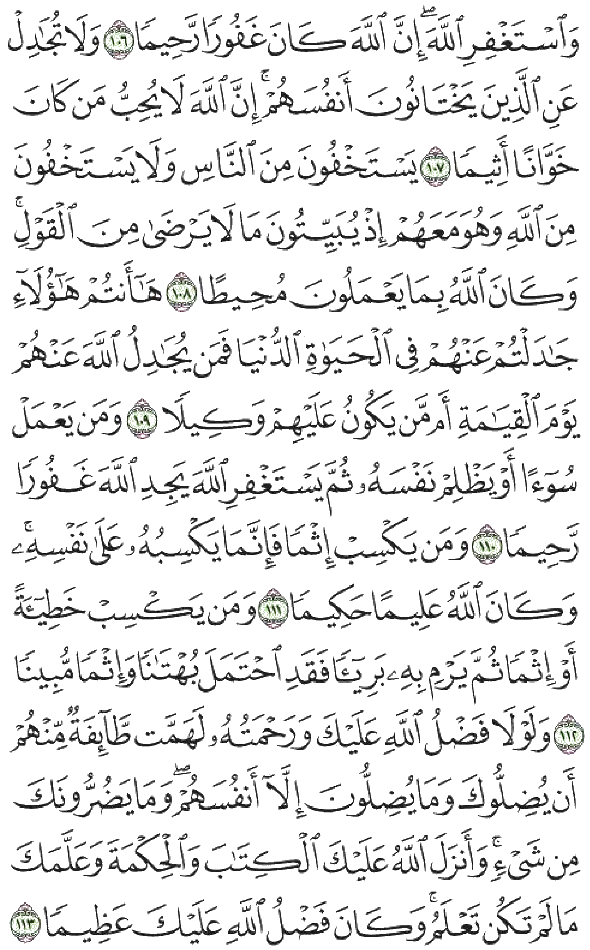 وَٱسْتَغْفِرِ ٱللَّهَۖ إِنَّ ٱللَّهَ كَانَ غَفُورًا رَّحِيمًا ١٠٦ وَلَا تُجَٰدِلْ
عَنِ ٱلَّذِينَ يَخْتَانُونَ أَنفُسَهُمْۚ إِنَّ ٱللَّهَ لَا يُحِبُّ مَن كَانَ
خَوَّانًا أَثِيمًا ١٠٧ يَسْتَخْفُونَ مِنَ ٱلنَّاسِ وَلَا يَسْتَخْفُونَ
مِنَ ٱللَّهِ وَهُوَ مَعَهُمْ إِذْ يُبَيِّتُونَ مَا لَا يَرْضَىٰ مِنَ ٱلْقَوْلِۚ
وَكَانَ ٱللَّهُ بِمَا يَعْمَلُونَ مُحِيطًا ١٠٨ هَٰٓأَنتُمْ هَٰٓؤُلَآءِ
جَٰدَلْتُمْ عَنْهُمْ فِى ٱلْحَيَوٰةِ ٱلدُّنْيَا فَمَن يُجَٰدِلُ ٱللَّهَ عَنْهُمْ
يَوْمَ ٱلْقِيَٰمَةِ أَم مَّن يَكُونُ عَلَيْهِمْ وَكِيلًا ١٠٩ وَمَن يَعْمَلْ
سُوٓءًا أَوْ يَظْلِمْ نَفْسَهُۥ ثُمَّ يَسْتَغْفِرِ ٱللَّهَ يَجِدِ ٱللَّهَ غَفُورًا
رَّحِيمًا ١١٠ وَمَن يَكْسِبْ إِثْمًا فَإِنَّمَا يَكْسِبُهُۥ عَلَىٰ نَفْسِهِۦۚ
وَكَانَ ٱللَّهُ عَلِيمًا حَكِيمًا ١١١ وَمَن يَكْسِبْ خَطِيٓـَٔةً
أَوْ إِثْمًا ثُمَّ يَرْمِ بِهِۦ بَرِيٓـًٔا فَقَدِ ٱحْتَمَلَ بُهْتَٰنًا وَإِثْمًا مُّبِينًا
١١٢ وَلَوْلَا فَضْلُ ٱللَّهِ عَلَيْكَ وَرَحْمَتُهُۥ لَهَمَّت طَّآئِفَةٌ مِّنْهُمْ
أَن يُضِلُّوكَ وَمَا يُضِلُّونَ إِلَّآ أَنفُسَهُمْۖ وَمَا يَضُرُّونَكَ
مِن شَىْءٍۚ وَأَنزَلَ ٱللَّهُ عَلَيْكَ ٱلْكِتَٰبَ وَٱلْحِكْمَةَ وَعَلَّمَكَ
مَا لَمْ تَكُن تَعْلَمُۚ وَكَانَ فَضْلُ ٱللَّهِ عَلَيْكَ عَظِيمًا ١١٣